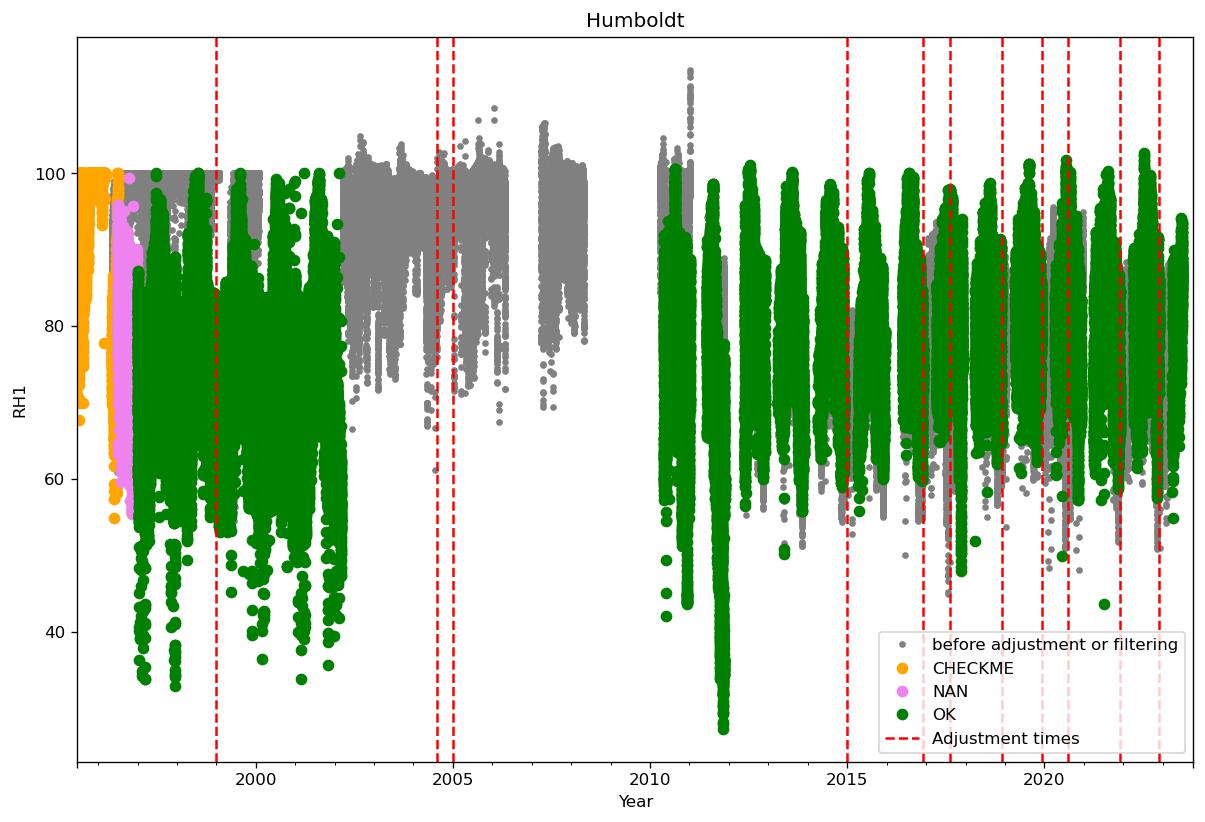 Humboldt
100
80
60
40
RH1
before adjustment or filtering
CHECKME
NAN
OK
Adjustment times
2000
2005
2010
2015
2020
Year